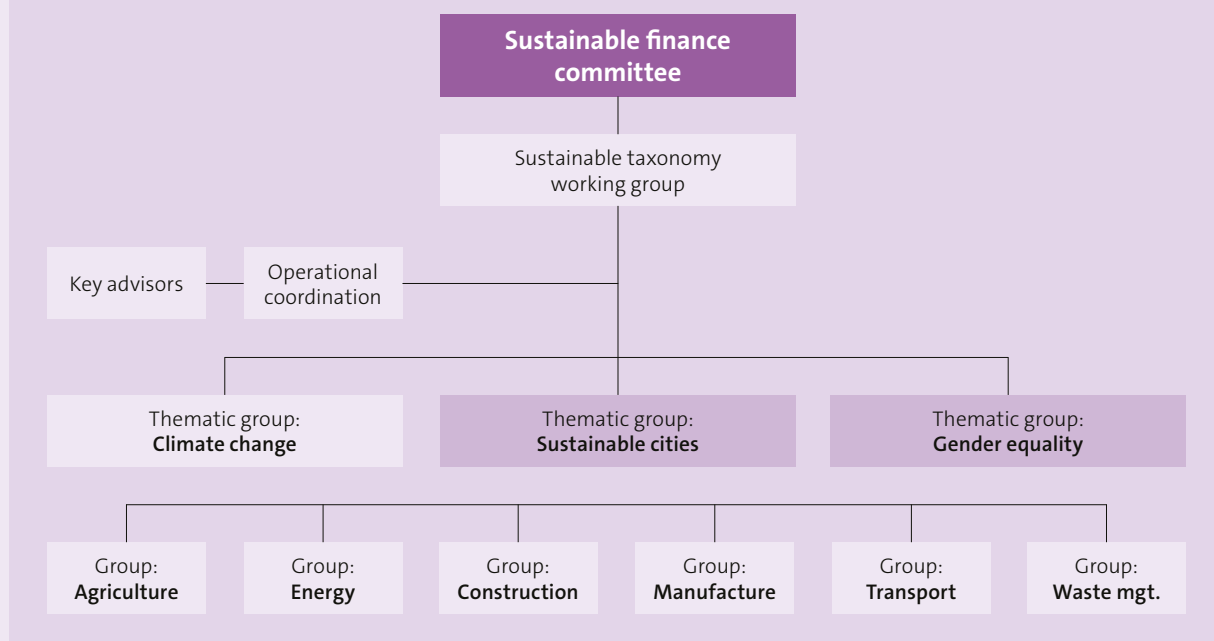 Sustainable finance
committee
Sustainable taxonomy
working group
Key advisors
Operational
coordination
Thematic group:
Climate change
Thematic group:
Sustainable cities
Thematic group:
Gender equality
Group:
Agriculture
Group:
Energy
Group:
Construction
Group:
Manufacture
Group:
Transport
Group:
Waste mgt.